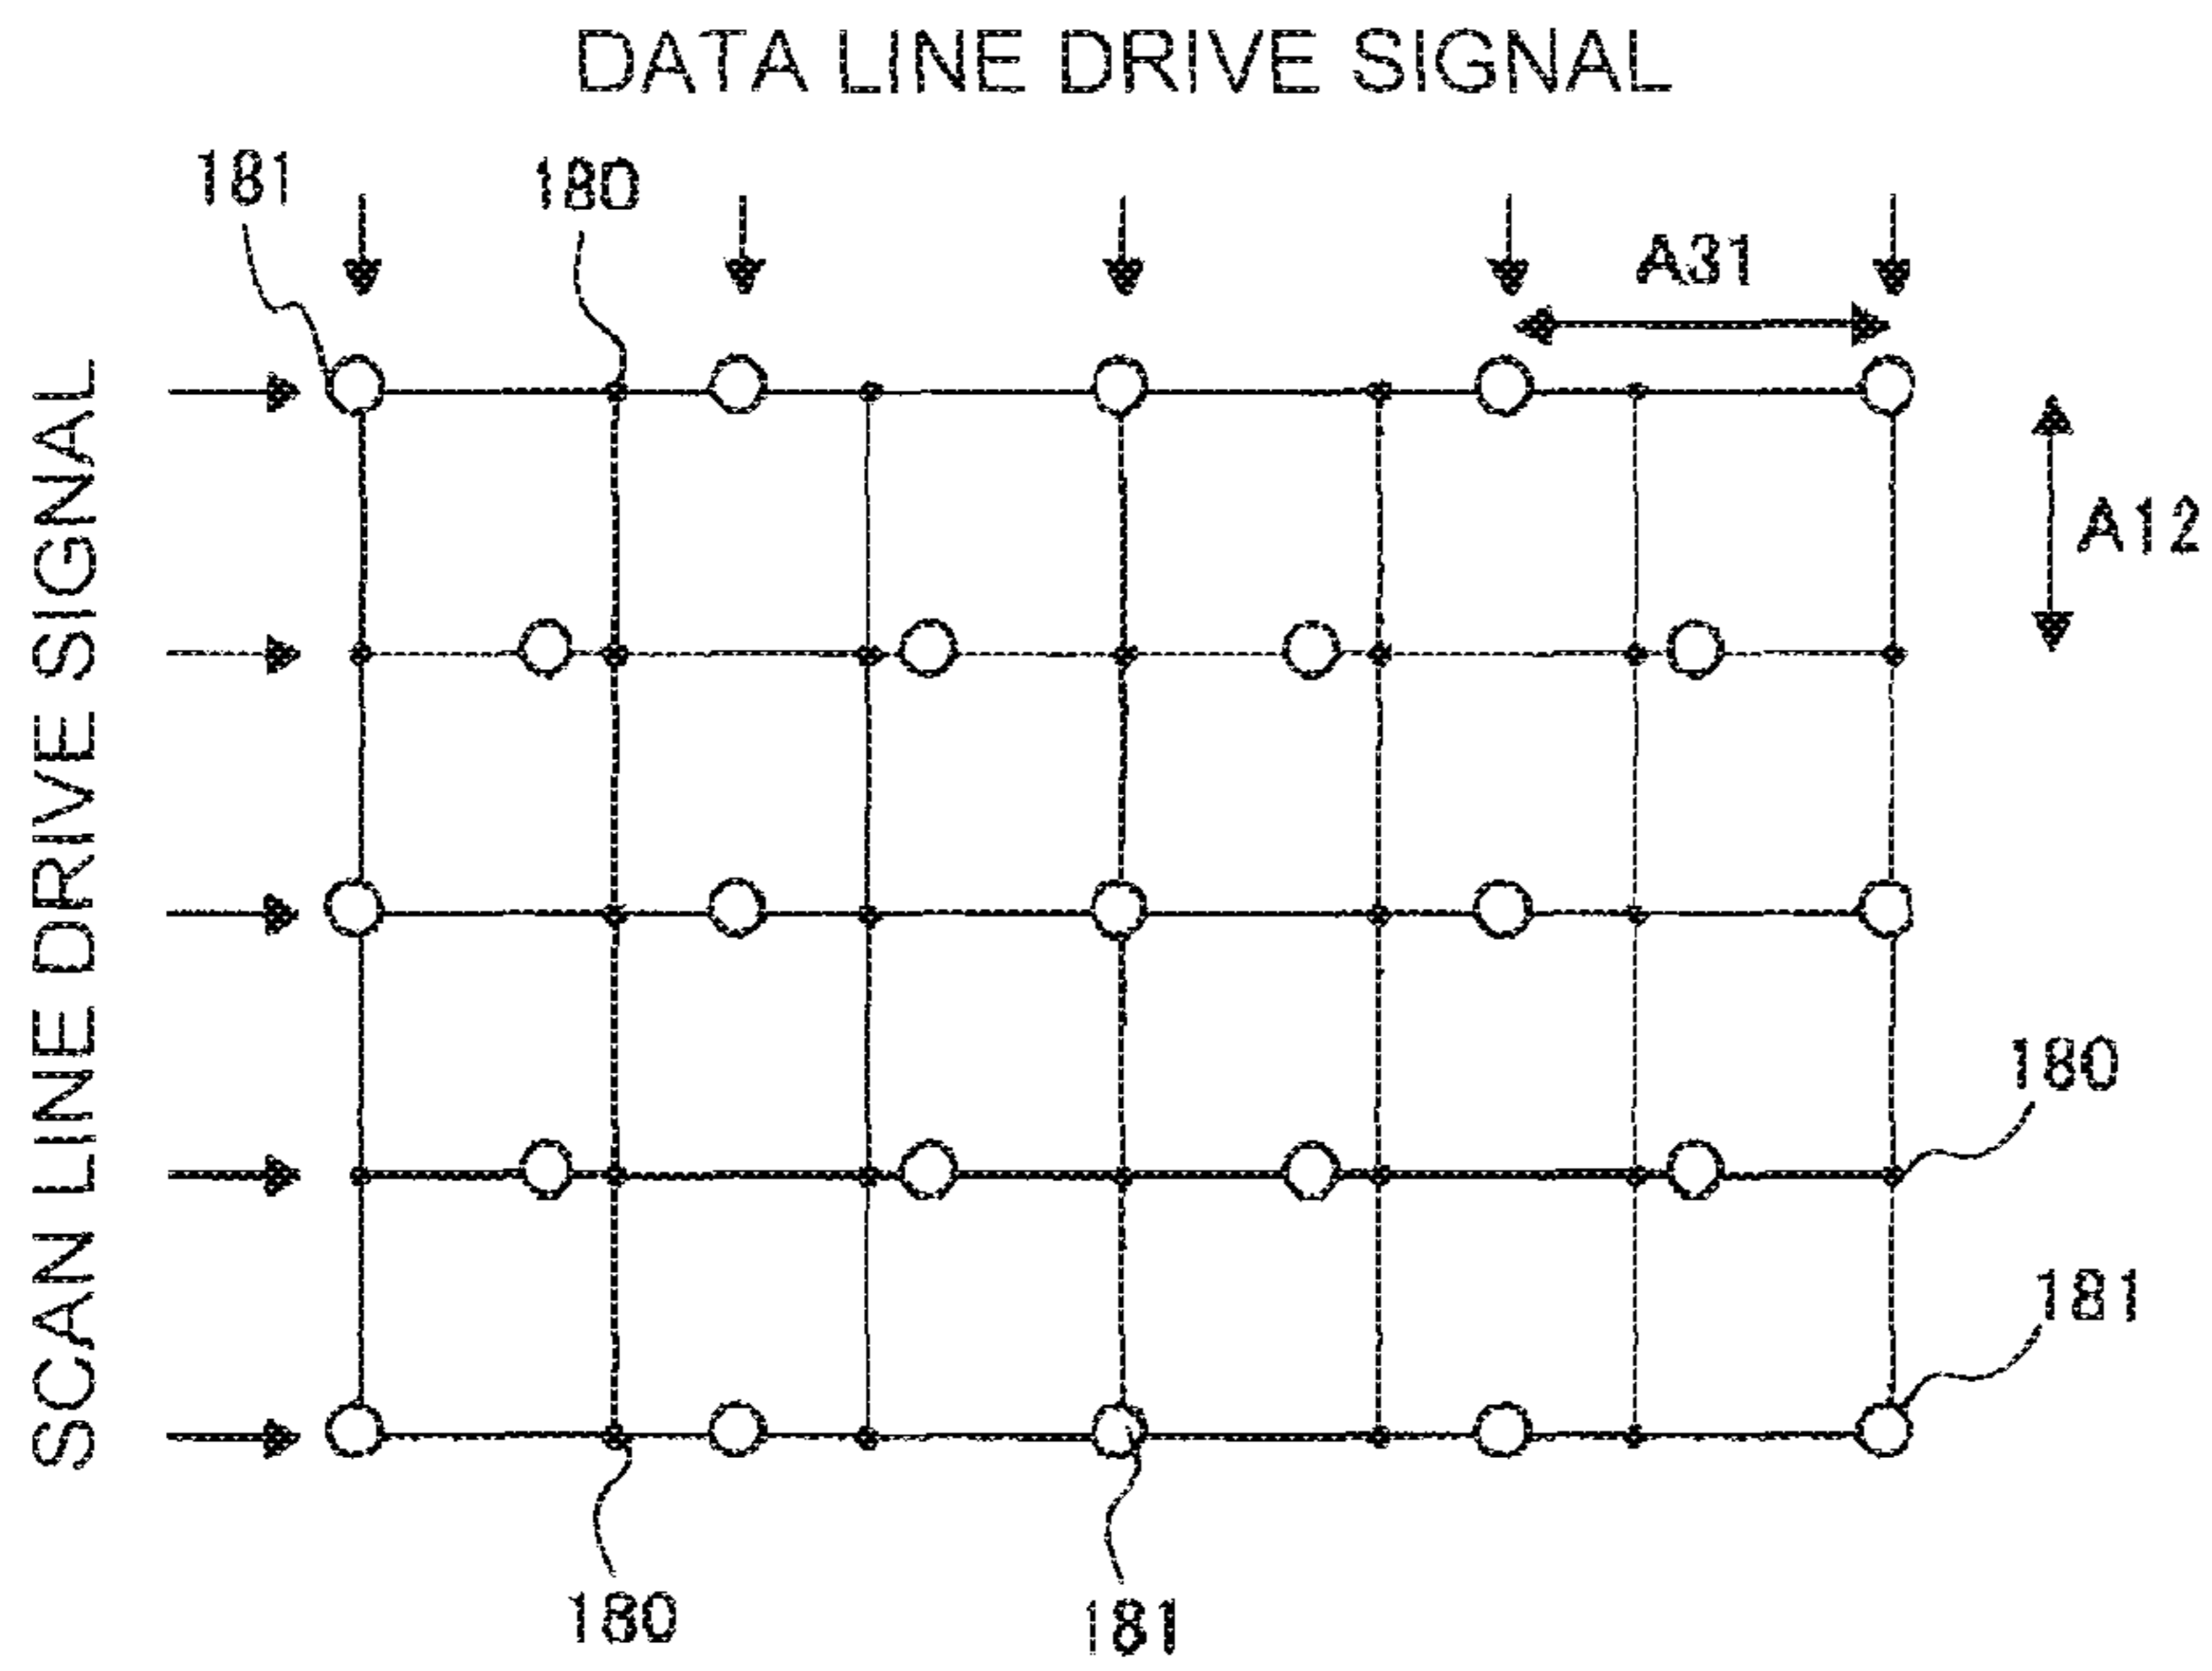 DATA LINE DRIVE SIGNAL
181
180
A31
SCAN LINE DRIVE SIGNAL
A12
180
181
180
181